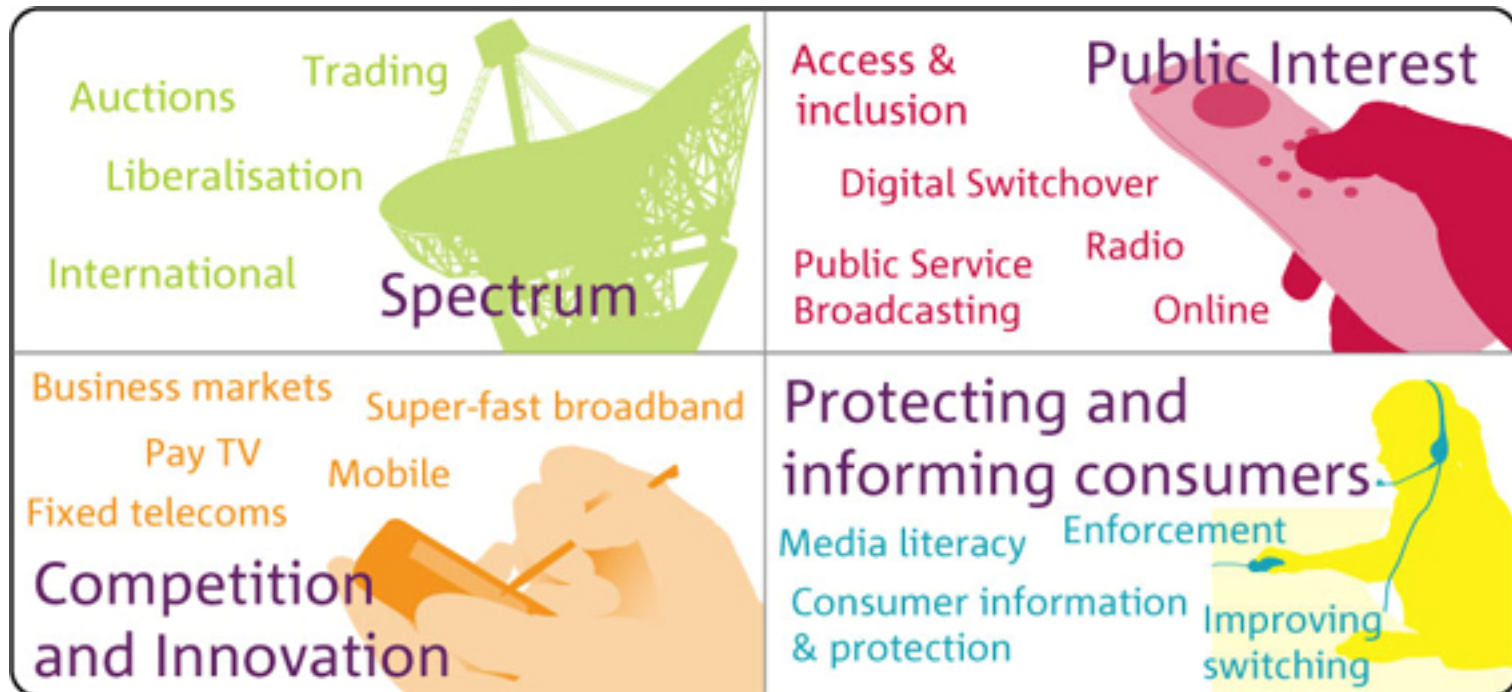 Trading
Auctions
Liberalisation
International
Spectrum
Public Interest
Access &
inclusion
Digital Switchover
Radio
Public Service
Broadcasting
Online
Business markets
Super-fast broadband
Pay TV
Mobile
Fixed telecoms
Competition
and Innovation
Protecting and
informing consumers
Enforcement
Media literacy
Consumer information
& protection
Improving
switching